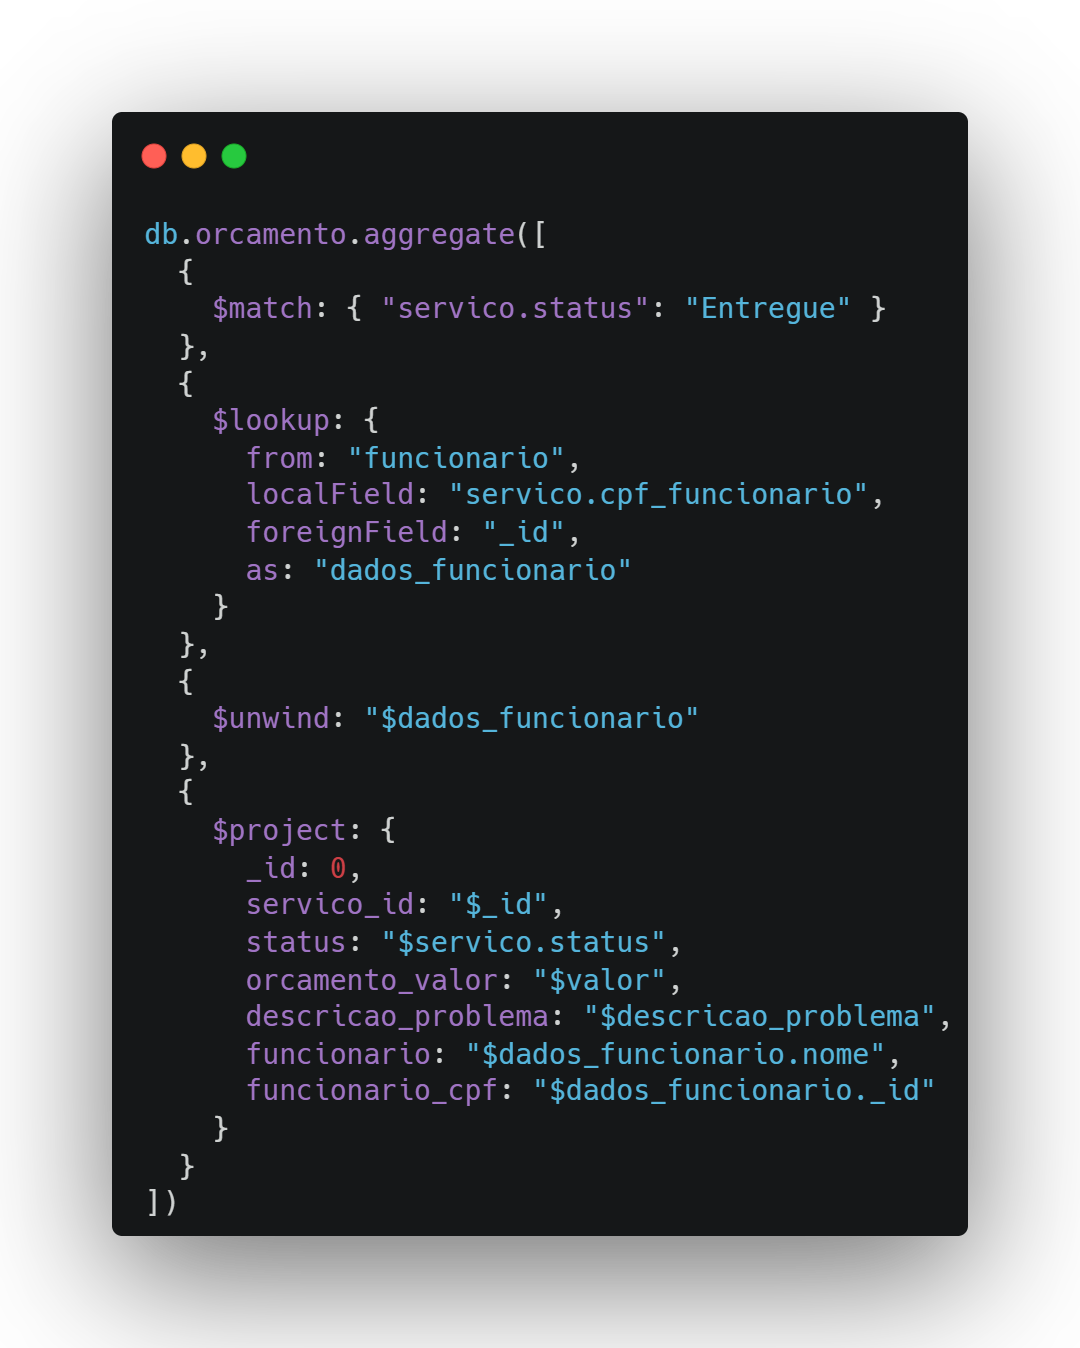 db.orcamento.aggregate([
  {
    $match: { "servico.status": "Entregue" }
  },
  {
    $lookup: {
      from: "funcionario",
      localField: "servico.cpf_funcionario",
      foreignField: "_id",
      as: "dados_funcionario"
    }
  },
  {
    $unwind: "$dados_funcionario"
  },
  {
    $project: {
      _id: 0,
      servico_id: "$_id",
      status: "$servico.status",
      orcamento_valor: "$valor",
      descricao_problema: "$descricao_problema",
      funcionario: "$dados_funcionario.nome",
      funcionario_cpf: "$dados_funcionario._id"
    }
  }
])